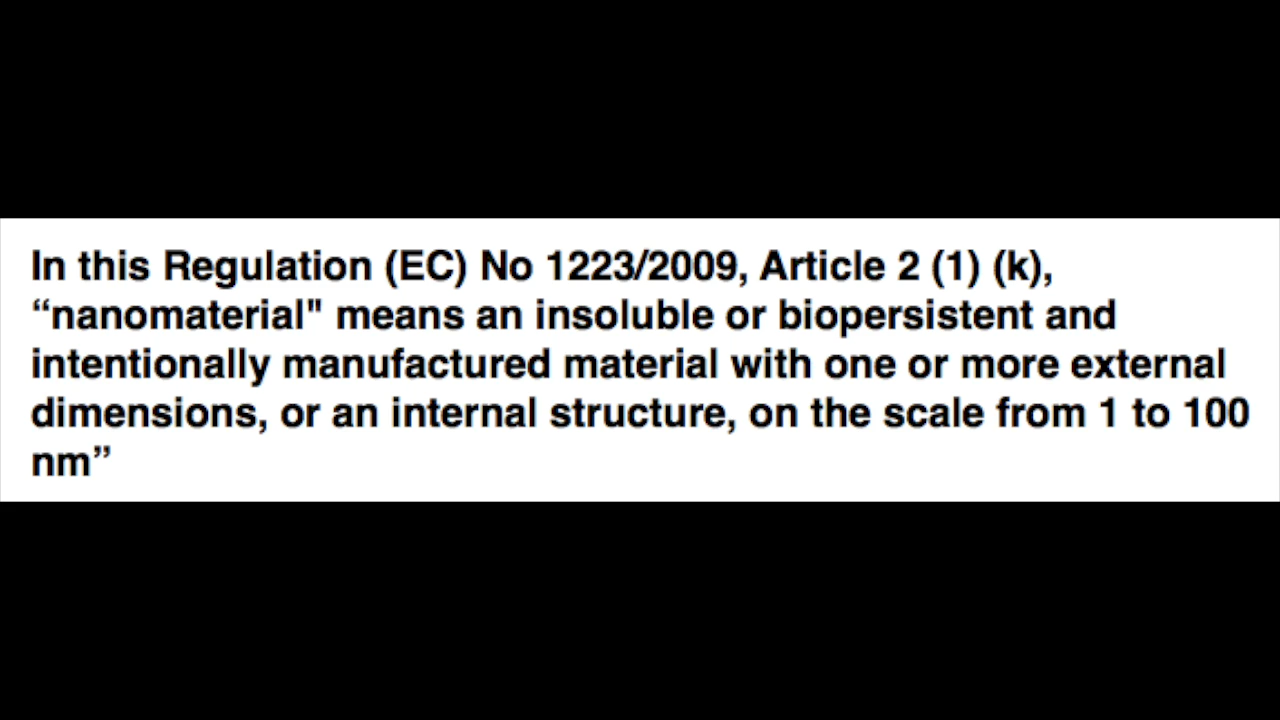 In this Regulation (EC) No 1223/2009, Article 2 (1) (k),
“nanomaterial" means an insoluble or biopersistent and
intentionally manufactured material with one or more external
dimensions, or an internal structure, on the scale from 1 to 100
nm”